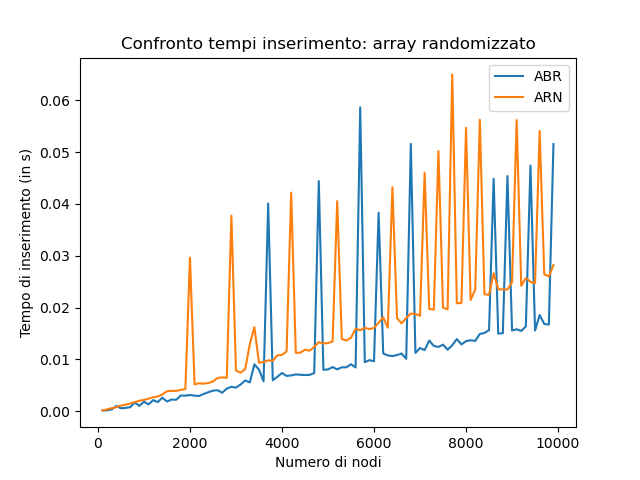 Confronto tempi inserimento: array randomizzato
ABR
ARN
Tempo di inserimento (in s)
0.06
0.05
0.04
0.03
0.02
0.01
0.00
0
2000
4000
6000
8000
10000
Numero di nodi